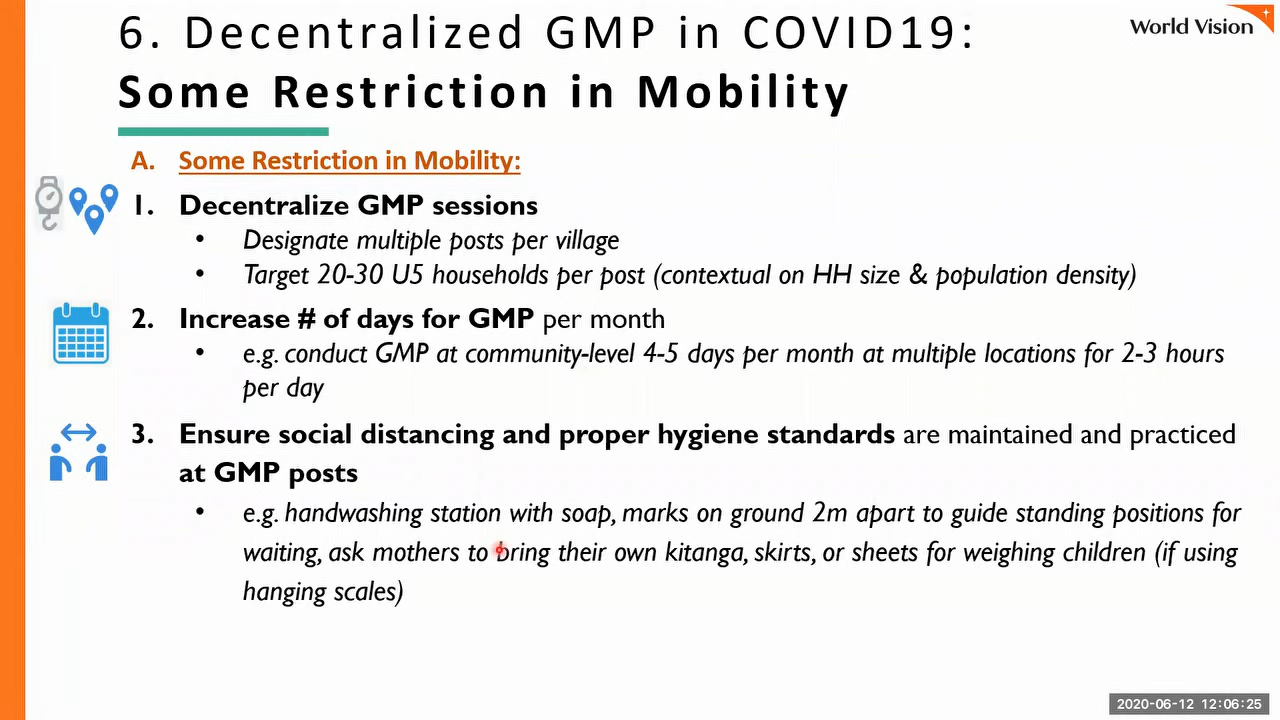 6. Decentralized GMP in COVID19:
Some Restriction in Mobility
World Vision
A. Some Restriction in Mobility:
1. Decentralize GMP sessions
• Designate multiple posts per village
• Target 20-30 U5 households per post (contextual on HH size & population density)
2. Increase # of days for GMP per month
• e.g. conduct GMP at community-level 4-5 days per month at multiple locations for 2-3 hours
per day
3. Ensure social distancing and proper hygiene standards are maintained and practiced
at GMP posts
• e.g. handwashing station with soap, marks on ground 2m apart to guide standing positions for
waiting, ask mothers to bring their own kitanga, skirts, or sheets for weighing children (if using
hanging scales)
2020-06-12 12:06:25